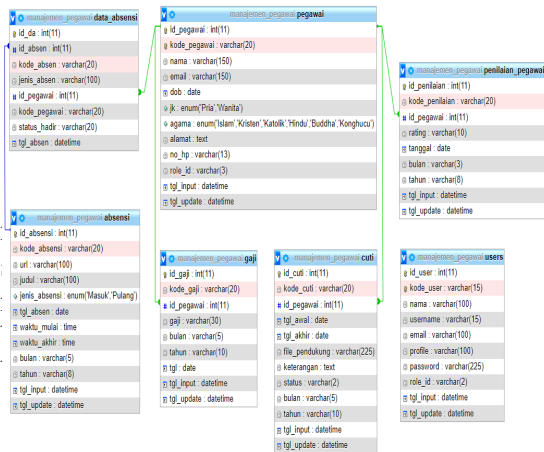 manajemen_pegawai data_absensi
id_da : int(11)
id_absen : int(11)
kode_absen : varchar(20)
jenis_absen : varchar(100)
id_pegawai : int(11)
kode_pegawai : varchar(20)
status_hadir : varchar(20)
tgl_absen : datetime
manajemen_pegawai pegawai
id_pegawai : int(11)
kode_pegawai : varchar(20)
nama : varchar(150)
email : varchar(150)
dob : date
jk : enum('Pria','Wanita')
agama : enum('Islam','Kristen','Katolik','Hindu','Buddha','Konghucu')
alamat : text
no_hp : varchar(13)
role_id : varchar(3)
tgl_input : datetime
tgl_update : datetime
manajemen_pegawai penilaian_pegawai
id_penilaian : int(11)
kode_penilaian : varchar(20)
id_pegawai : int(11)
rating : varchar(10)
tanggal : date
bulan : varchar(3)
tahun : varchar(8)
tgl_input : datetime
tgl_update : datetime
manajemen_pegawai absensi
id_absensi : int(11)
kode_absensi : varchar(20)
url : varchar(100)
judul : varchar(100)
jenis_absensi : enum('Masuk','Pulang')
tgl_absen : date
waktu_mulai : time
waktu_akhir : time
bulan : varchar(5)
tahun : varchar(8)
tgl_input : datetime
tgl_update : datetime
manajemen_pegawai gaji
id_gaji : int(11)
kode_gaji : varchar(20)
id_pegawai : int(11)
gaji : varchar(30)
bulan : varchar(5)
tahun : varchar(10)
tgl : date
tgl_input : datetime
tgl_update : datetime
manajemen_pegawai cuti
id_cuti : int(11)
kode_cuti : varchar(20)
id_pegawai : int(11)
tgl_awal : date
tgl_akhir : date
file_pendukung : varchar(225)
keterangan : text
status : varchar(2)
bulan : varchar(5)
tahun : varchar(10)
tgl_input : datetime
tgl_update : datetime
manajemen_pegawai users
id_user : int(11)
kode_user : varchar(15)
nama : varchar(100)
username : varchar(15)
email : varchar(100)
profile : varchar(100)
password : varchar(225)
role_id : varchar(2)
tgl_input : datetime
tgl_update : datetime